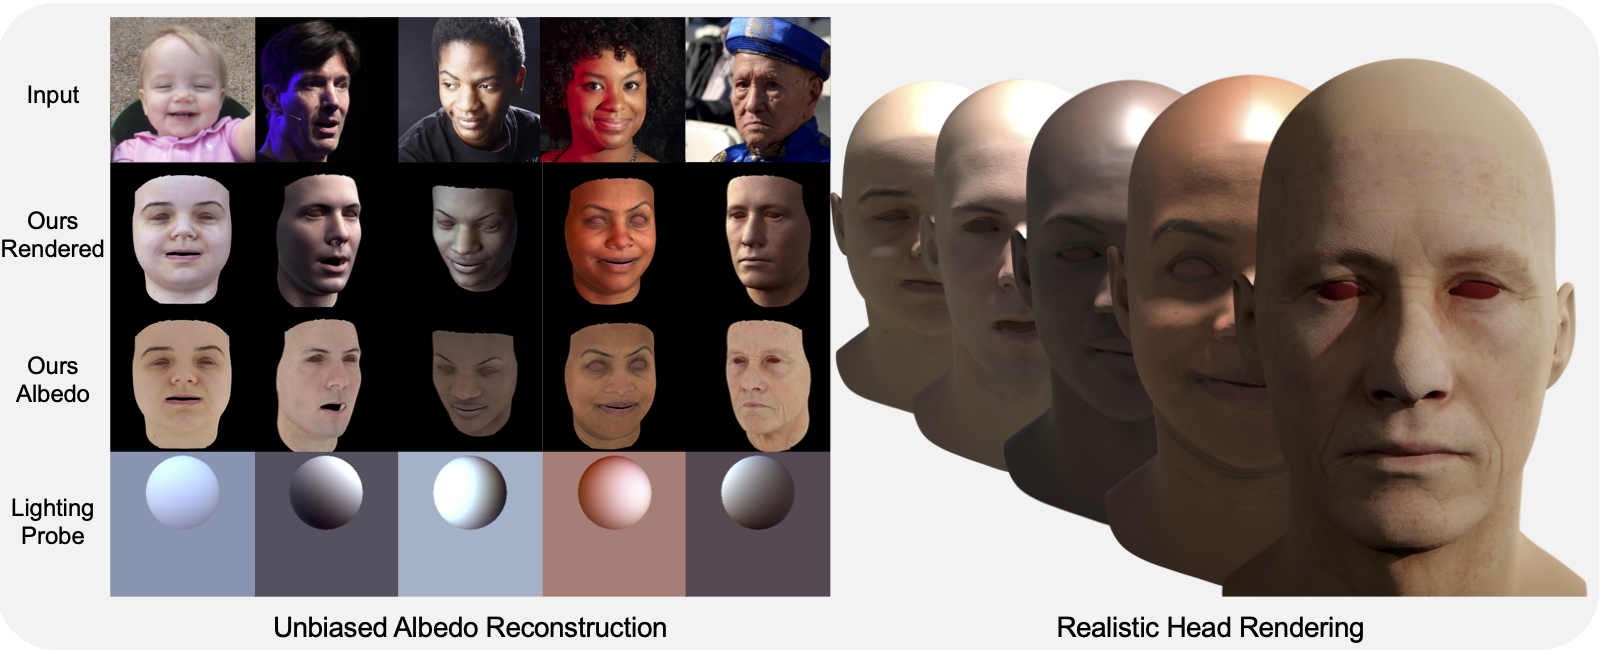 Input
Ours
Rendered
Ours
Albedo
Lighting
Probe
Unbiased Albedo Reconstruction
Realistic Head Rendering